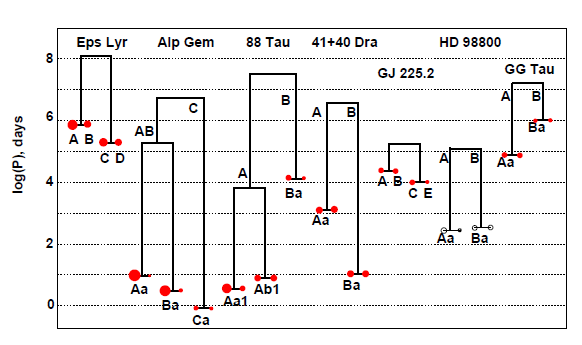 Eps Lyr Alp Gem 88 Tau 41+40 Dra HD 98800
GJ 225.2 GG Tau
log(P), days
8
6
4
2
0
A B
C D
AB
C
Aa
Ba
Ca
A
B
Aa1
Ab1
Ba
A B
Aa
Ba
A B
C E
A B
Aa
Ba
A B
Aa
Ba